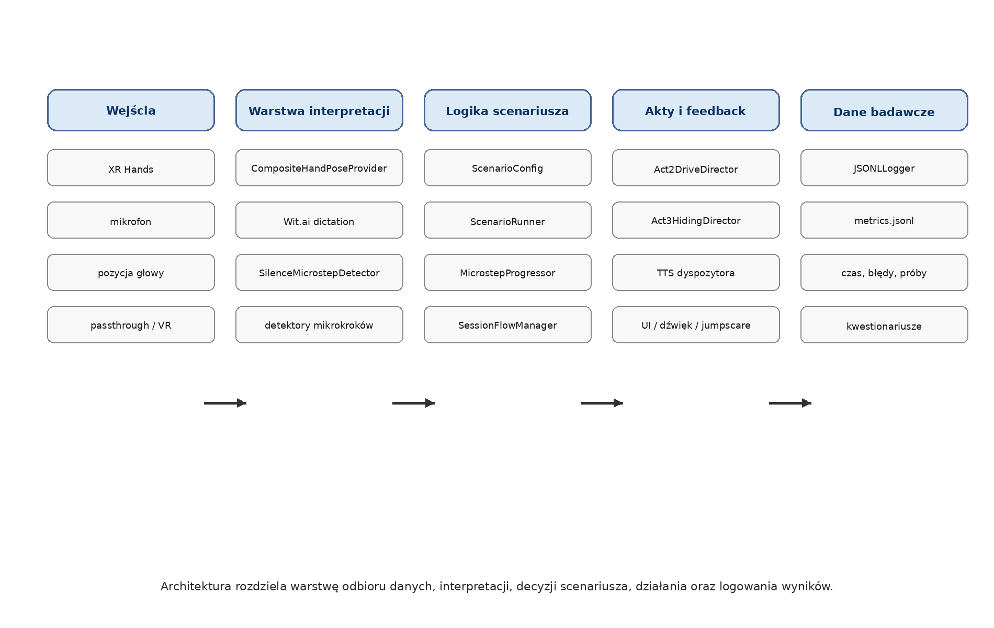 Wejścia
Warstwa interpretacji
Logika scenariusza
Akty i feedback
Dane badawcze
XR Hands
CompositeHandPoseProvider
ScenarioConfig
Act2DriveDirector
JSONLLogger
mikrofon
Wit.ai dictation
ScenarioRunner
Act3HidingDirector
metrics.jsonl
pozycja głowy
SilenceMicrostepDetector
MicrostepProgressor
TTS dyspozytora
czas, błędy, próby
passthrough / VR
detektory mikrokroków
SessionFlowManager
UI / dźwięk / jumpscare
kwestionariusze
Architektura rozdziela warstwę odbioru danych, interpretacji, decyzji scenariusza, działania oraz logowania wyników.